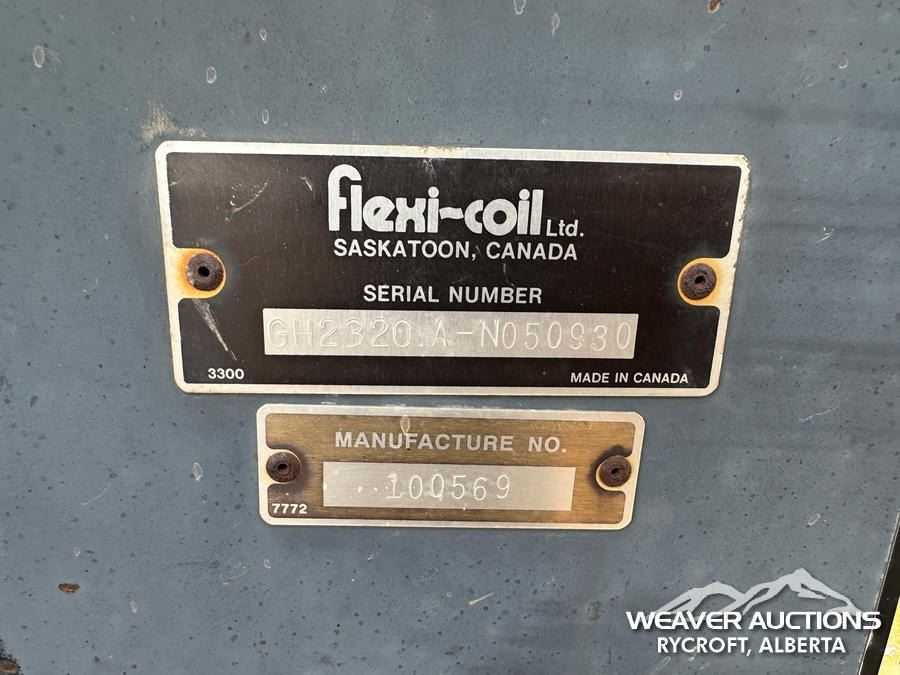 flexi-coil Ltd.
SASKATOON, CANADA
SERIAL NUMBER
GH2320.A-N050930
3300
MADE IN CANADA
MANUFACTURE NO.
100569
7772
WEAVER AUCTIONS
RYCROFT, ALBERTA